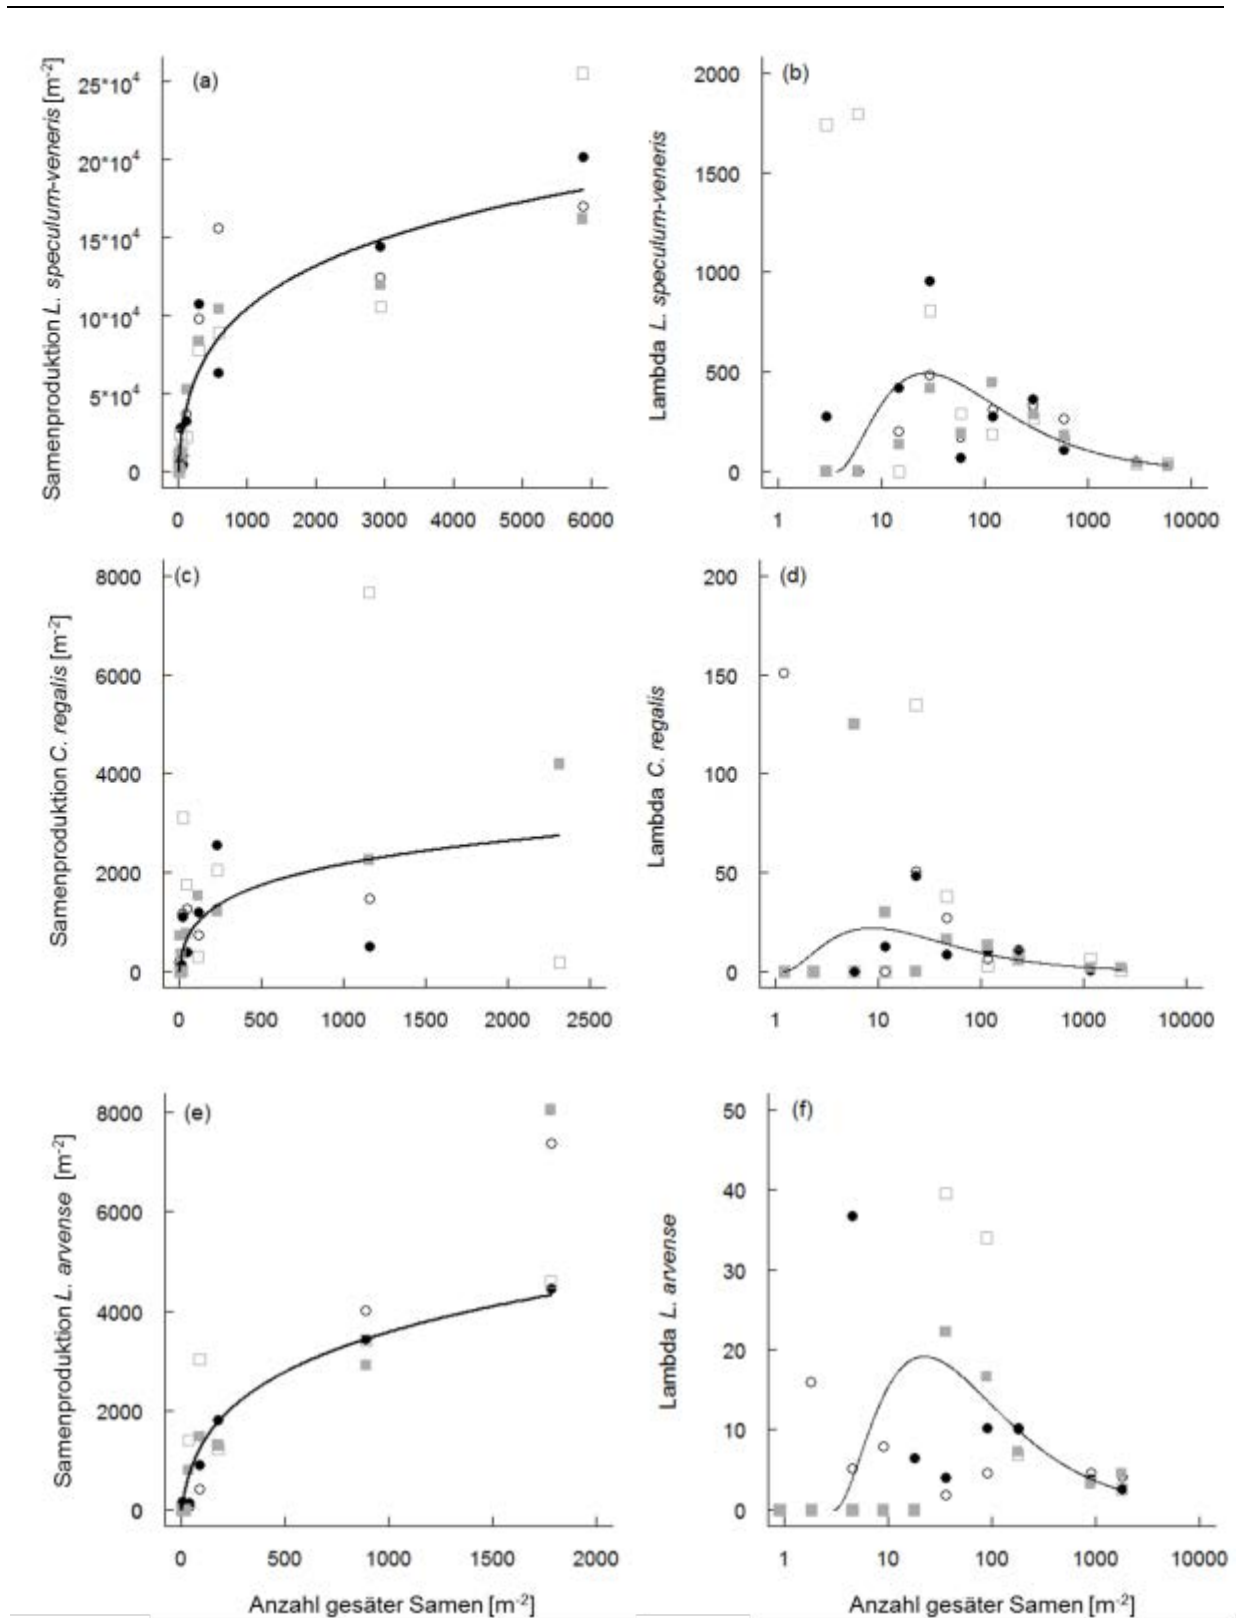 Samenproduktion L. speculum-veneris [m-2]
(a)
25*10^4
20*10^4
15*10^4
10*10^4
5*10^4
0
0 1000 2000 3000 4000 5000 6000
Lambda L. speculum-veneris
(b)
2000
1500
1000
500
0
1 10 100 1000 10000
Samenproduktion C. regalis [m-2]
(c)
8000
6000
4000
2000
0
0 500 1000 1500 2000 2500
Lambda C. regalis
(d)
200
150
100
50
0
1 10 100 1000 10000
Samenproduktion L. arvense [m-2]
(e)
8000
6000
4000
2000
0
0 500 1000 1500 2000
Anzahl gesäter Samen [m-2]
Lambda L. arvense
(f)
50
40
30
20
10
0
1 10 100 1000 10000
Anzahl gesäter Samen [m-2]